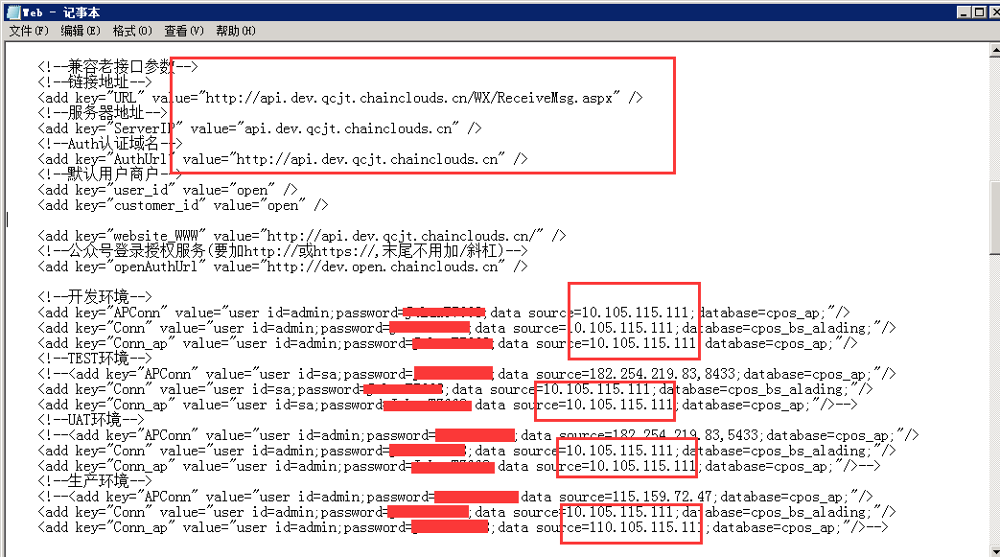 Web - 记事本
文件(F) 编辑(E) 格式(O) 查看(V) 帮助(H)
<!--兼容老接口参数-->
<!--链接地址-->
<add key="URL" value="http://api.dev.qcjt.chainclouds.cn/WX/ReceiveMsg.aspx" />
<!--服务器地址-->
<add key="ServerIP" value="api.dev.qcjt.chainclouds.cn" />
<!--Auth认证域名-->
<add key="AuthUrl" value="http://api.dev.qcjt.chainclouds.cn" />
<!--默认用户商户-->
<add key="user_id" value="open" />
<add key="customer_id" value="open" />
<add key="website_WWW" value="http://api.dev.qcjt.chainclouds.cn/" />
<!--公众号登录授权服务(要加http://或https://,末尾不用加/斜杠)-->
<add key="openAuthUrl" value="http://dev.open.chainclouds.cn" />
<!--开发环境-->
<add key="APConn" value="user id=admin;password=;data source=10.105.115.111;database=cpos_ap;"/>
<add key="Conn" value="user id=admin;password=;data source=10.105.115.111;database=cpos_bs_alading;"/>
<add key="Conn_ap" value="user id=admin;password=;data source=10.105.115.111;database=cpos_ap;"/>
<!--TEST环境-->
<!--<add key="APConn" value="user id=sa;password=;data source=182.254.219.83,8433;database=cpos_ap;"/>
<add key="Conn" value="user id=sa;password=;data source=10.105.115.111;database=cpos_bs_alading;"/>
<add key="Conn_ap" value="user id=sa;password= data source=10.105.115.111;database=cpos_ap;"/>-->
<!--UAT环境-->
<!--<add key="APConn" value="user id=admin;password=;data source=182.254.219.83,5433;database=cpos_ap;"/>
<add key="Conn" value="user id=admin;password=;data source=10.105.115.111;database=cpos_bs_alading;"/>
<add key="Conn_ap" value="user id=admin;password=;data source=10.105.115.111;database=cpos_ap;"/>-->
<!--生产环境-->
<!--<add key="APConn" value="user id=admin;password= data source=115.159.72.47;database=cpos_ap;"/>
<add key="Conn" value="user id=admin;password=;data source=10.105.115.111;database=cpos_bs_alading;"/>
<add key="Conn_ap" value="user id=admin;password=;data source=110.105.115.111;database=cpos_ap;"/>-->